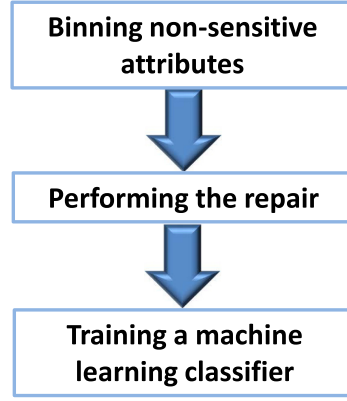 Binning non-sensitive
attributes
Performing the repair
Training a machine
learning classifier